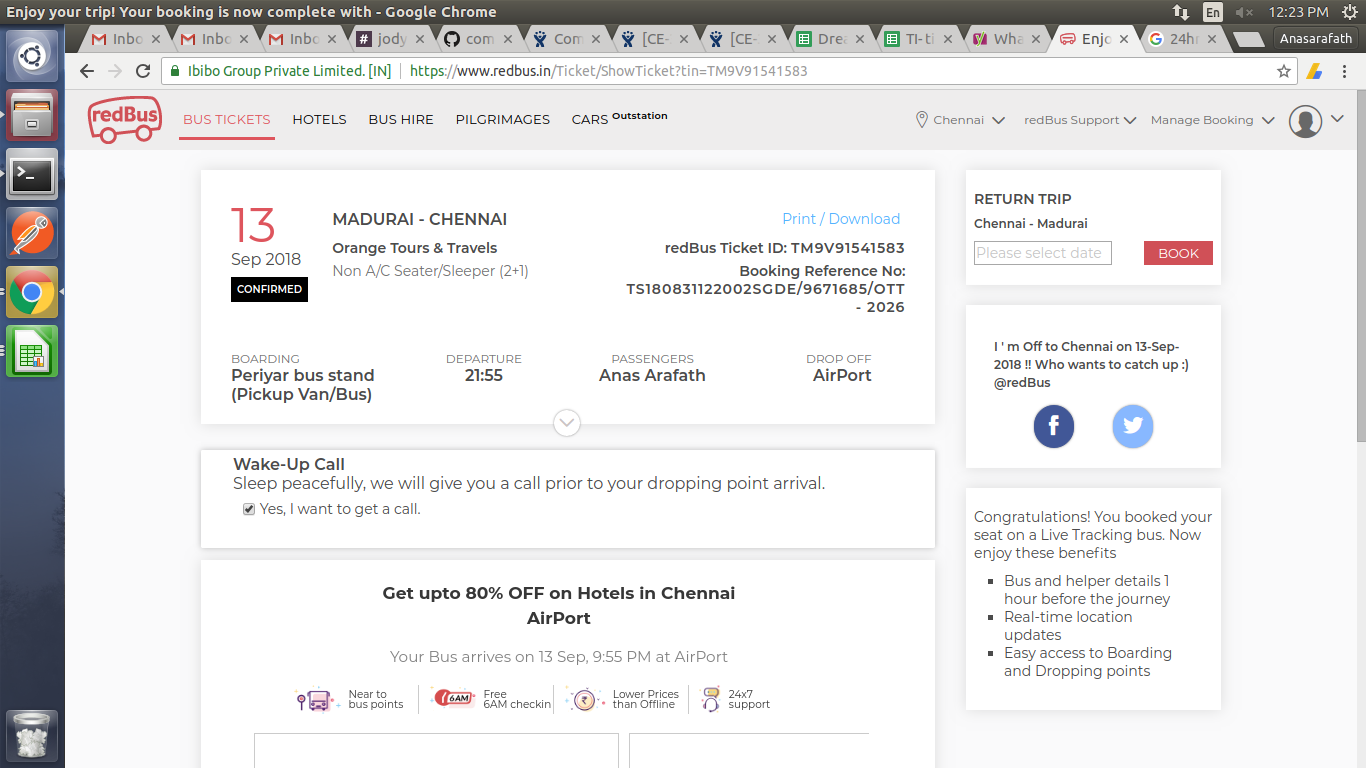 Enjoy your trip! Your booking is now complete with - Google Chrome
En
12:23 PM
Inbo
Inbo
Inbo
# jody
com
Com
[CE-
[CE-
Drea
TI-ti
Wha
Enjo
24hr
Anasarafath
Ibibo Group Private Limited. [IN]
https://www.redbus.in/Ticket/ShowTicket?tin=TM9V91541583
redBus
BUS TICKETS
HOTELS
BUS HIRE
PILGRIMAGES
CARS Outstation
Chennai
redBus Support
Manage Booking
13
Sep 2018
CONFIRMED
MADURAI - CHENNAI
Orange Tours & Travels
Non A/C Seater/Sleeper (2+1)
Print / Download
redBus Ticket ID: TM9V91541583
Booking Reference No:
TS180831122002SGDE/9671685/OTT
- 2026
BOARDING
Periyar bus stand
(Pickup Van/Bus)
DEPARTURE
21:55
PASSENGERS
Anas Arafath
DROP OFF
AirPort
Wake-Up Call
Sleep peacefully, we will give you a call prior to your dropping point arrival.
Yes, I want to get a call.
Get upto 80% OFF on Hotels in Chennai
AirPort
Your Bus arrives on 13 Sep, 9:55 PM at AirPort
Near to
bus points
6AM
Free
6AM checkin
Lower Prices
than Offline
24x7
support
RETURN TRIP
Chennai - Madurai
Please select date
BOOK
I ' m Off to Chennai on 13-Sep-
2018 !! Who wants to catch up :)
@redBus
Congratulations! You booked your
seat on a Live Tracking bus. Now
enjoy these benefits
Bus and helper details 1
hour before the journey
Real-time location
updates
Easy access to Boarding
and Dropping points